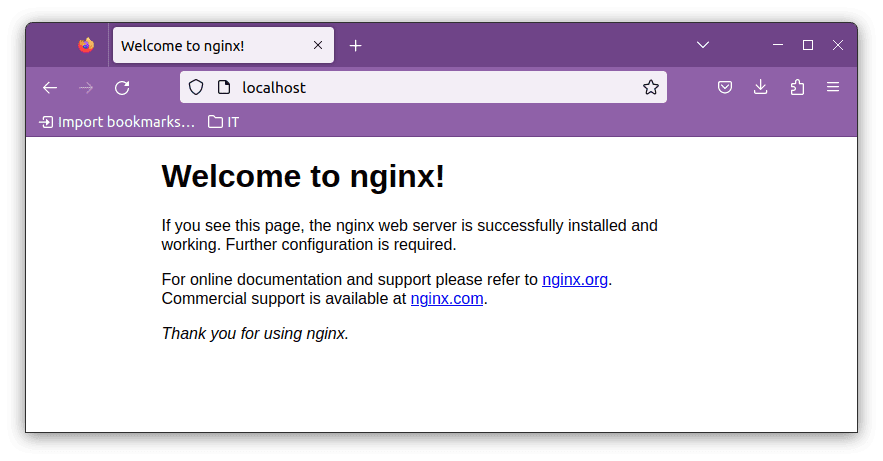 Welcome to nginx!
localhost
Import bookmarks...
IT
Welcome to nginx!
If you see this page, the nginx web server is successfully installed and
working. Further configuration is required.
For online documentation and support please refer to nginx.org.
Commercial support is available at nginx.com.
Thank you for using nginx.